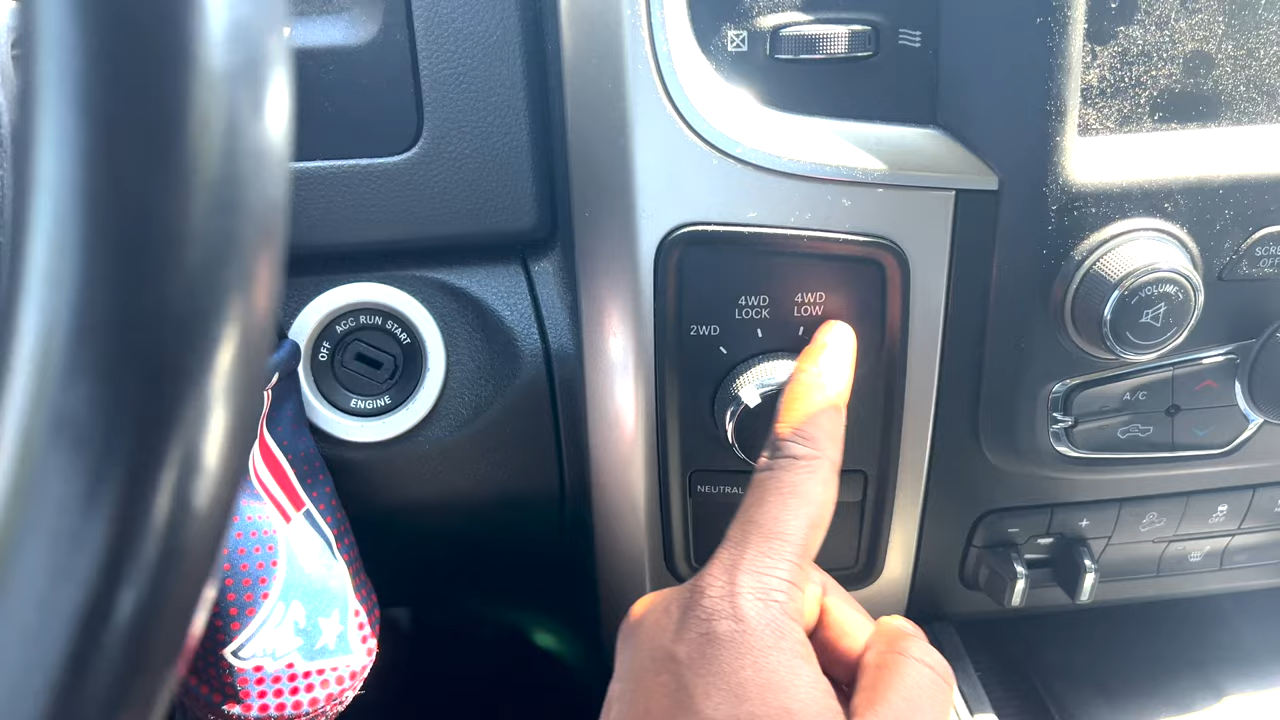 OFF ACC RUN START
ENGINE
2WD
4WD
LOCK
4WD
LOW
NEUTRAL
VOLUME
A/C
OFF